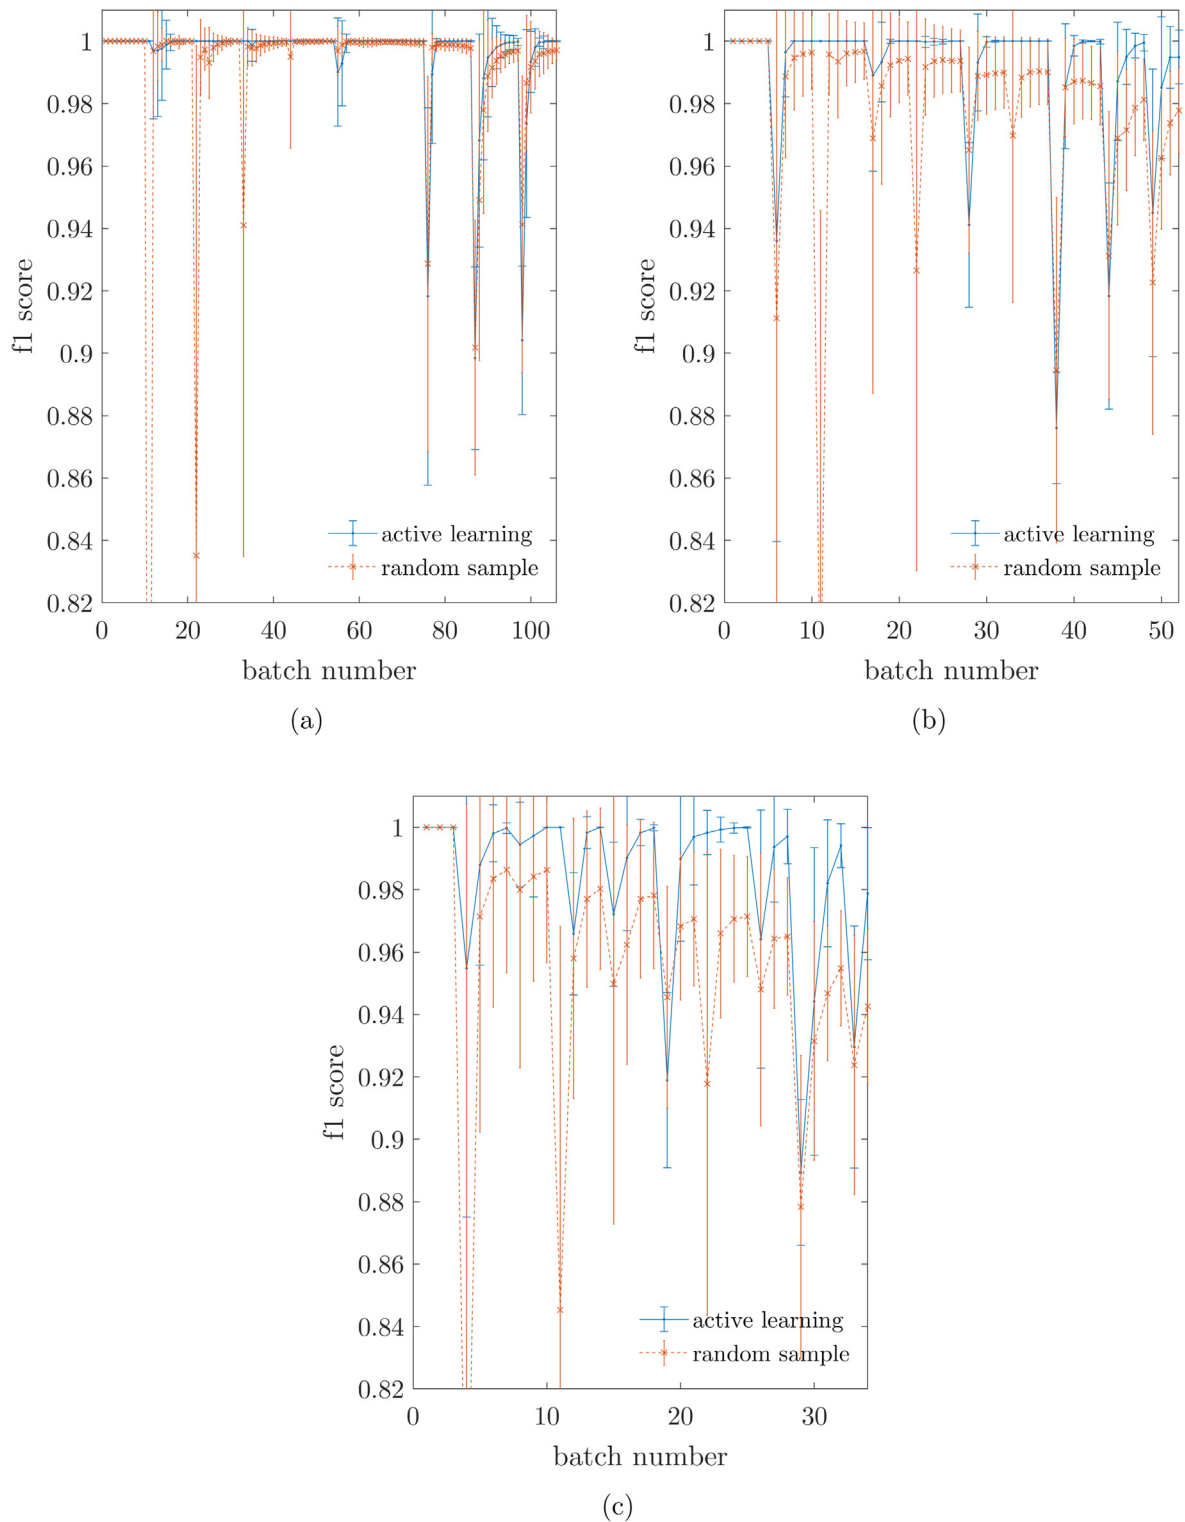 1
0.98
0.96
0.94
0.92
0.9
0.88
0.86
0.84
0.82
f1 score
0 20 40 60 80 100
batch number
active learning
random sample
(a)
1
0.98
0.96
0.94
0.92
0.9
0.88
0.86
0.84
0.82
f1 score
0 10 20 30 40 50
batch number
active learning
random sample
(b)
1
0.98
0.96
0.94
0.92
0.9
0.88
0.86
0.84
0.82
f1 score
0 10 20 30
batch number
active learning
random sample
(c)